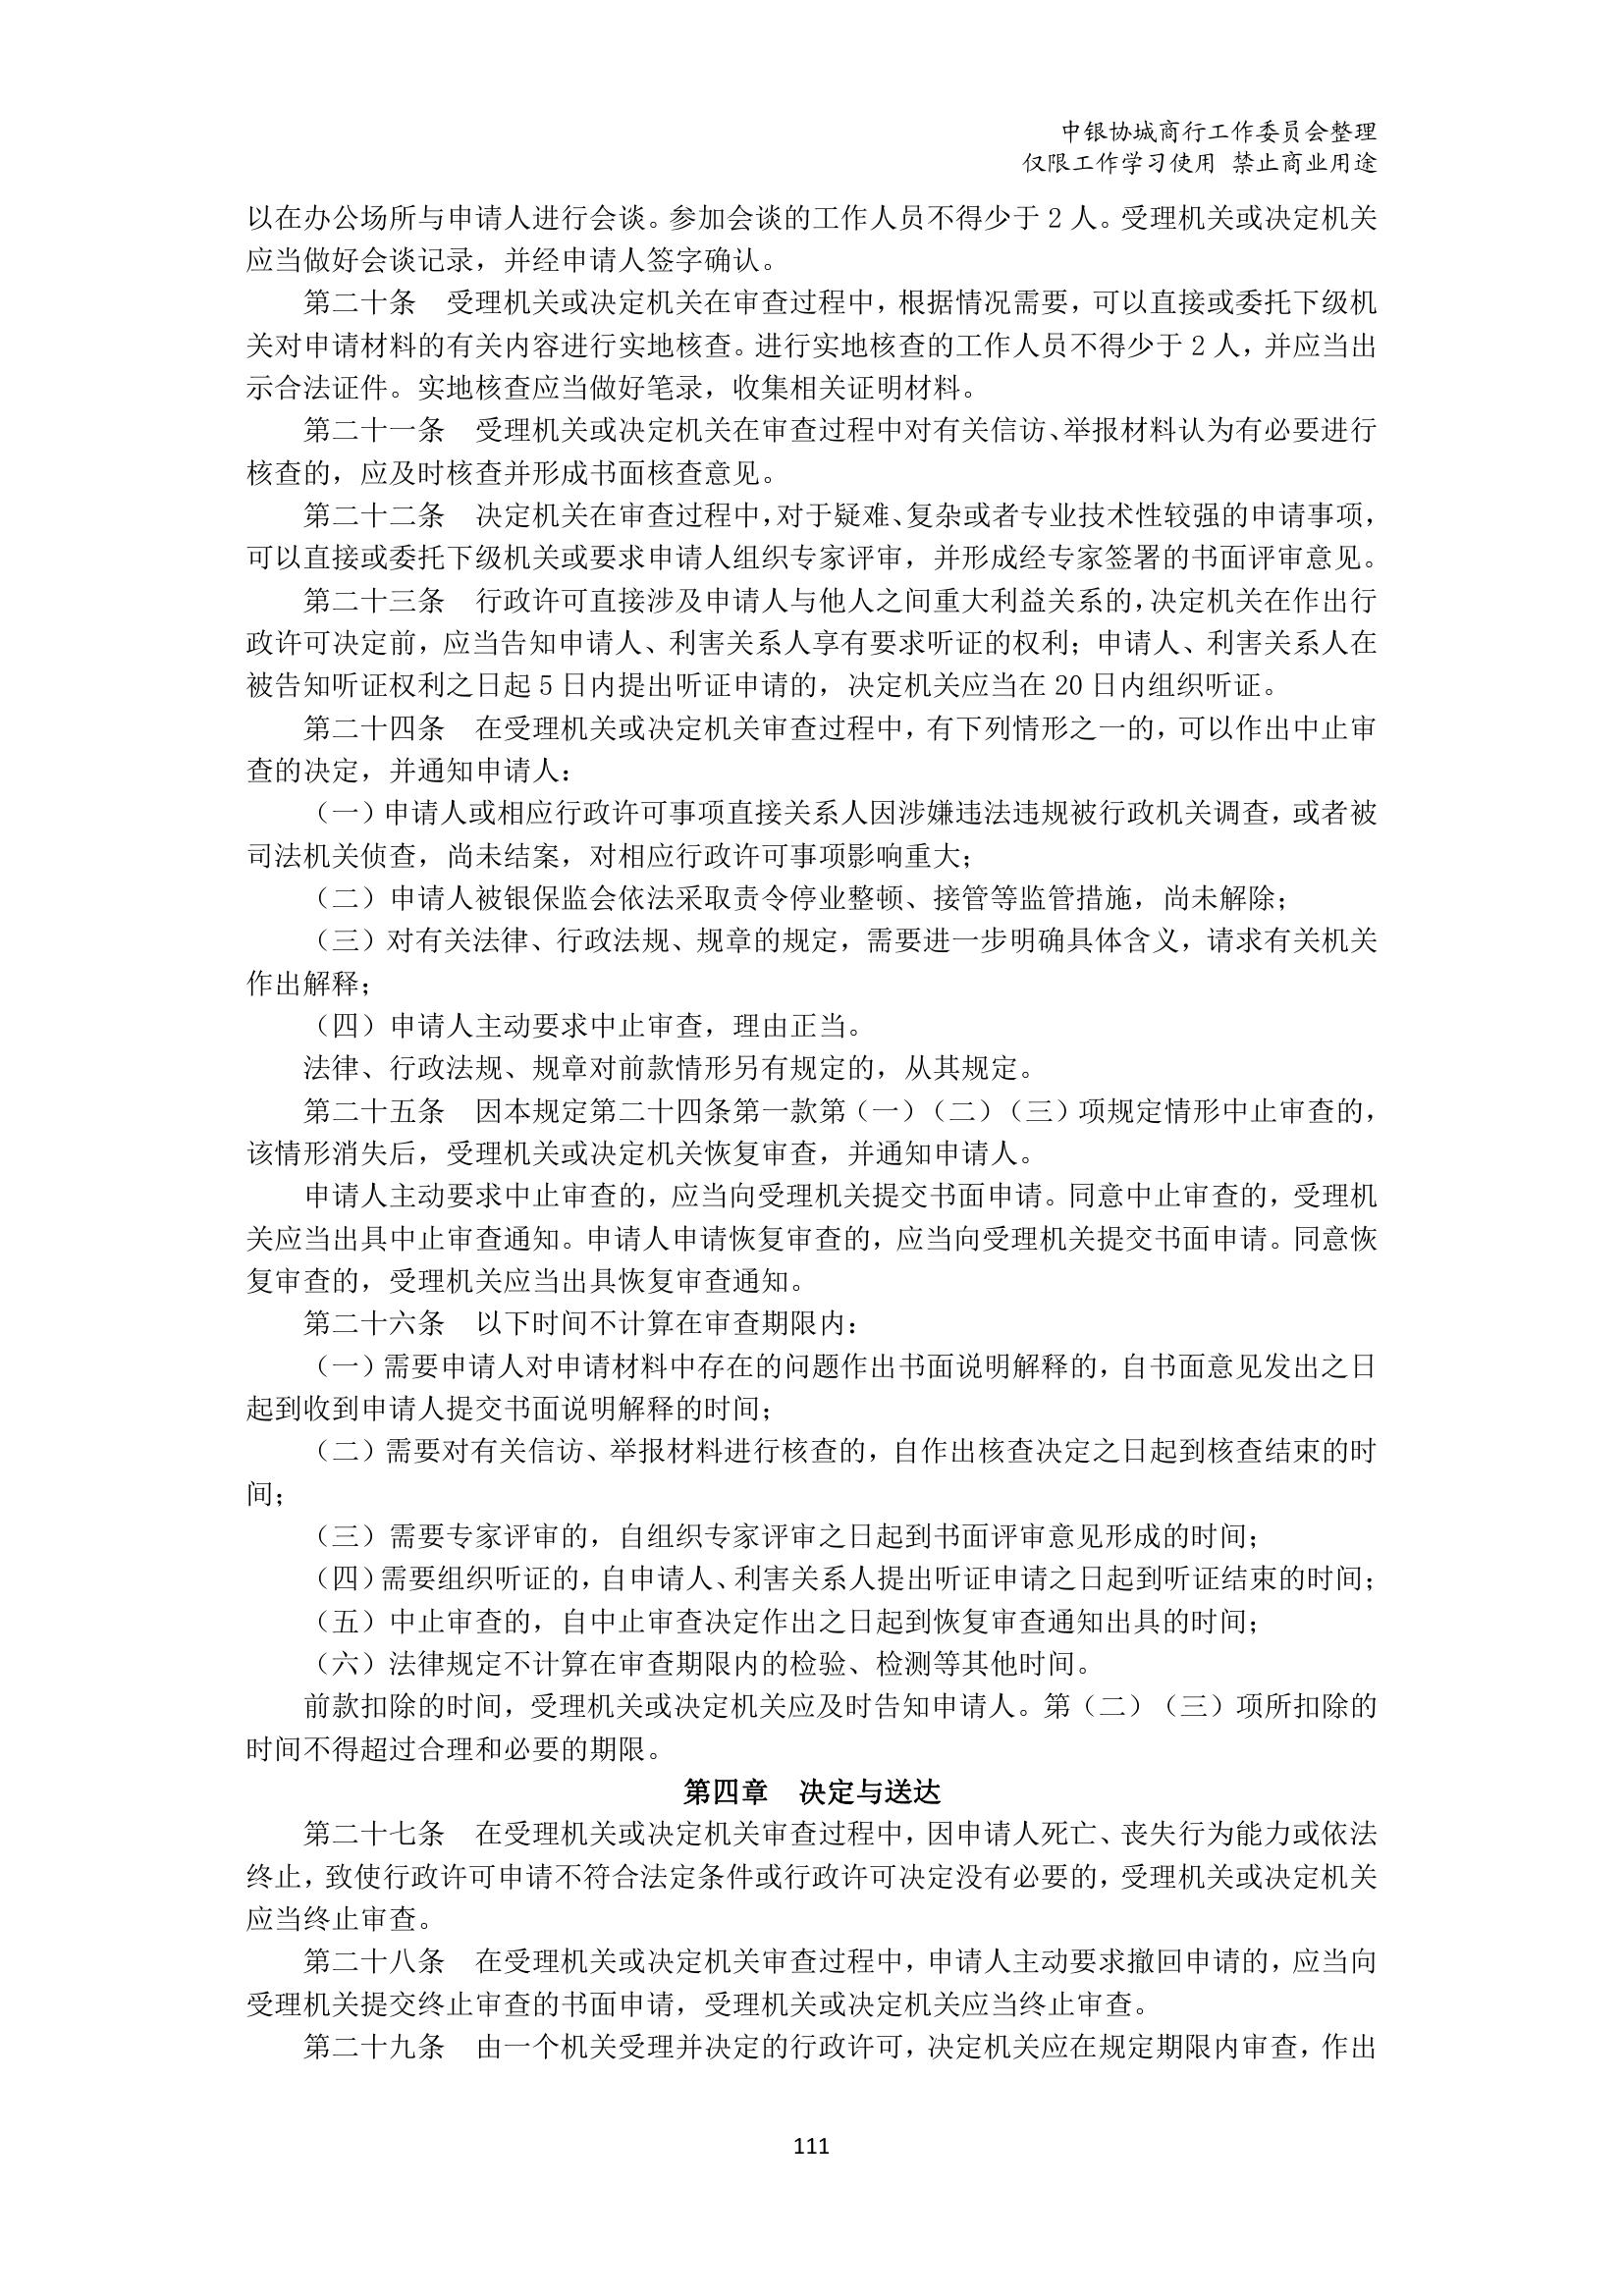 中银协城商行工作委员会整理
仅限工作学习使用 禁止商业用途
以在办公场所与申请人进行会谈。参加会谈的工作人员不得少于 2 人。受理机关或决定机关
应当做好会谈记录，并经申请人签字确认。
第二十条　受理机关或决定机关在审查过程中，根据情况需要，可以直接或委托下级机
关对申请材料的有关内容进行实地核查。进行实地核查的工作人员不得少于 2 人，并应当出
示合法证件。实地核查应当做好笔录，收集相关证明材料。
第二十一条　受理机关或决定机关在审查过程中对有关信访、举报材料认为有必要进行
核查的，应及时核查并形成书面核查意见。
第二十二条　决定机关在审查过程中，对于疑难、复杂或者专业技术性较强的申请事项，
可以直接或委托下级机关或要求申请人组织专家评审，并形成经专家签署的书面评审意见。
第二十三条　行政许可直接涉及申请人与他人之间重大利益关系的，决定机关在作出行
政许可决定前，应当告知申请人、利害关系人享有要求听证的权利；申请人、利害关系人在
被告知听证权利之日起 5 日内提出听证申请的，决定机关应当在 20 日内组织听证。
第二十四条　在受理机关或决定机关审查过程中，有下列情形之一的，可以作出中止审
查的决定，并通知申请人：
（一）申请人或相应行政许可事项直接关系人因涉嫌违法违规被行政机关调查，或者被
司法机关侦查，尚未结案，对相应行政许可事项影响重大；
（二）申请人被银保监会依法采取责令停业整顿、接管等监管措施，尚未解除；
（三）对有关法律、行政法规、规章的规定，需要进一步明确具体含义，请求有关机关
作出解释；
（四）申请人主动要求中止审查，理由正当。
法律、行政法规、规章对前款情形另有规定的，从其规定。
第二十五条　因本规定第二十四条第一款第（一）（二）（三）项规定情形中止审查的，
该情形消失后，受理机关或决定机关恢复审查，并通知申请人。
申请人主动要求中止审查的，应当向受理机关提交书面申请。同意中止审查的，受理机
关应当出具中止审查通知。申请人申请恢复审查的，应当向受理机关提交书面申请。同意恢
复审查的，受理机关应当出具恢复审查通知。
第二十六条　以下时间不计算在审查期限内：
（一）需要申请人对申请材料中存在的问题作出书面说明解释的，自书面意见发出之日
起到收到申请人提交书面说明解释的时间；
（二）需要对有关信访、举报材料进行核查的，自作出核查决定之日起到核查结束的时
间；
（三）需要专家评审的，自组织专家评审之日起到书面评审意见形成的时间；
（四）需要组织听证的，自申请人、利害关系人提出听证申请之日起到听证结束的时间；
（五）中止审查的，自中止审查决定作出之日起到恢复审查通知出具的时间；
（六）法律规定不计算在审查期限内的检验、检测等其他时间。
前款扣除的时间，受理机关或决定机关应及时告知申请人。第（二）（三）项所扣除的
时间不得超过合理和必要的期限。
第四章　决定与送达
第二十七条　在受理机关或决定机关审查过程中，因申请人死亡、丧失行为能力或依法
终止，致使行政许可申请不符合法定条件或行政许可决定没有必要的，受理机关或决定机关
应当终止审查。
第二十八条　在受理机关或决定机关审查过程中，申请人主动要求撤回申请的，应当向
受理机关提交终止审查的书面申请，受理机关或决定机关应当终止审查。
第二十九条　由一个机关受理并决定的行政许可，决定机关应在规定期限内审查，作出
111